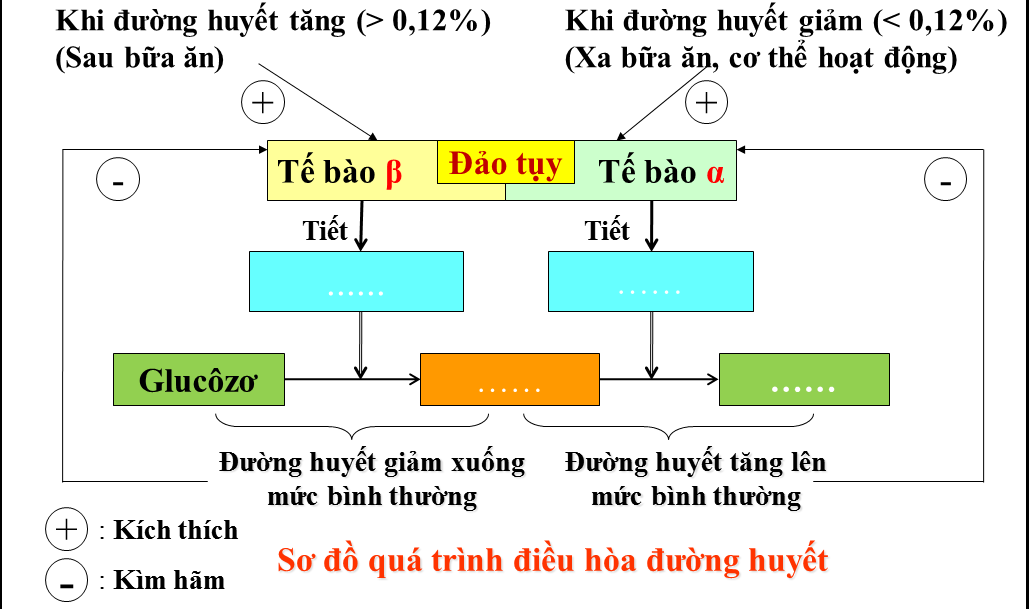 Khi đường huyết tăng (> 0,12%)
(Sau bữa ăn)
Khi đường huyết giảm (< 0,12%)
(Xa bữa ăn, cơ thể hoạt động)
+
+
-
-
Tế bào β
Đảo tụy
Tế bào α
Tiết
Tiết
......
......
Glucôzơ
......
......
Đường huyết giảm xuống
mức bình thường
Đường huyết tăng lên
mức bình thường
+ : Kích thích
- : Kìm hãm
Sơ đồ quá trình điều hòa đường huyết